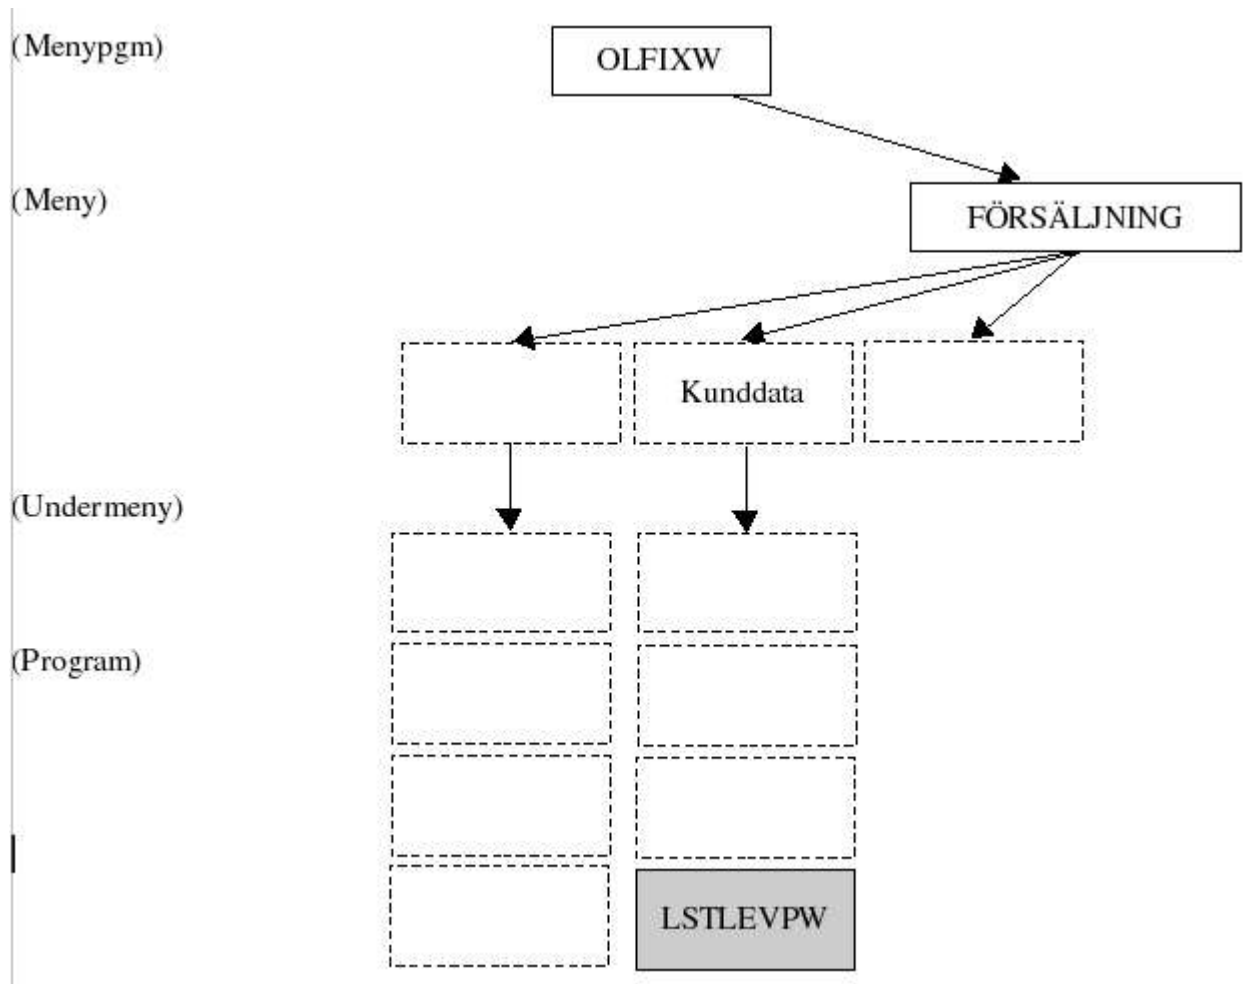 (Menypgm)
OLFIXW
(Meny)
FÖRSÄLJNING
Kunddata
(Undermeny)
(Program)
LSTLEVPW